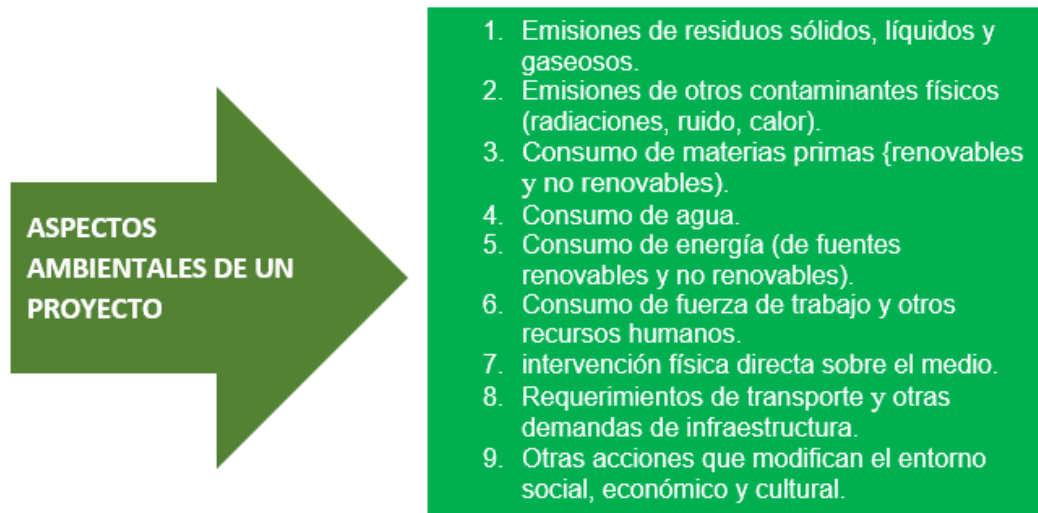 ASPECTOS
AMBIENTALES DE UN
PROYECTO
1. Emisiones de residuos sólidos, líquidos y
gaseosos.
2. Emisiones de otros contaminantes físicos
(radiaciones, ruido, calor).
3. Consumo de materias primas {renovables
y no renovables).
4. Consumo de agua.
5. Consumo de energía (de fuentes
renovables y no renovables).
6. Consumo de fuerza de trabajo y otros
recursos humanos.
7. intervención física directa sobre el medio.
8. Requerimientos de transporte y otras
demandas de infraestructura.
9. Otras acciones que modifican el entorno
social, económico y cultural.